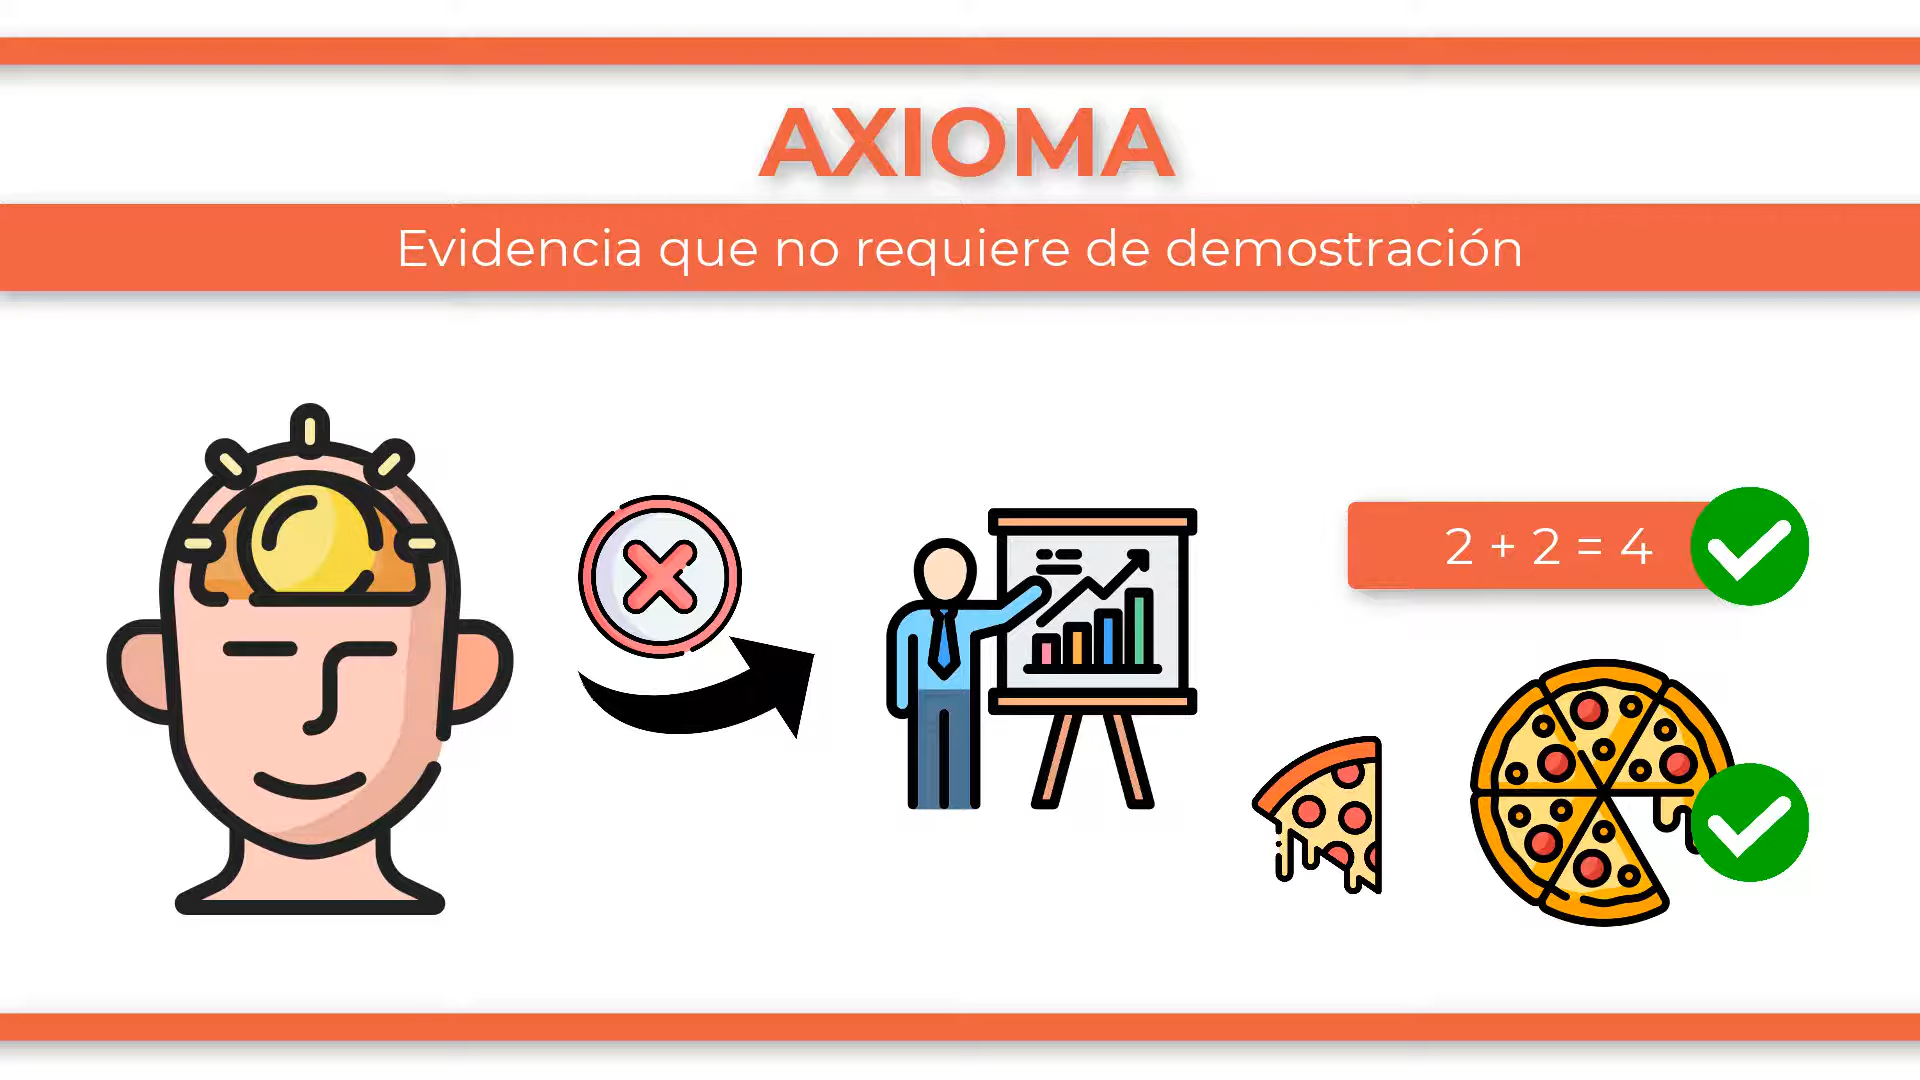 AXIOMA
Evidencia que no requiere de demostración
2 + 2 = 4